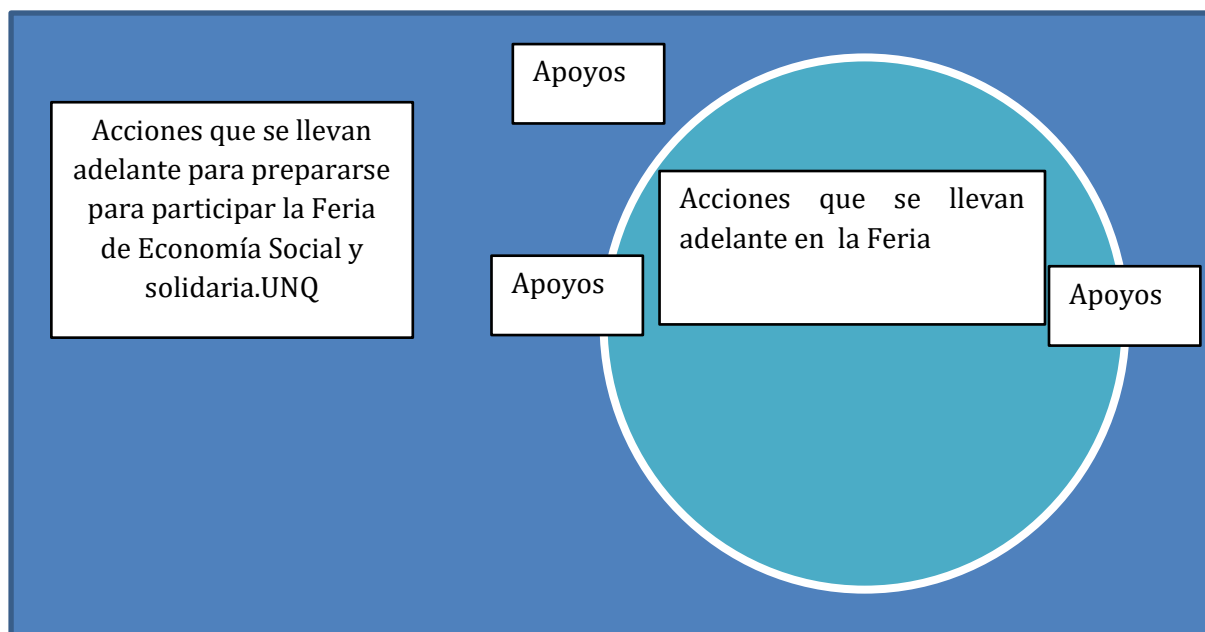 Apoyos
Acciones que se llevan
adelante para prepararse
para participar la Feria
de Economía Social y
solidaria.UNQ
Acciones que se llevan
adelante en la Feria
Apoyos
Apoyos